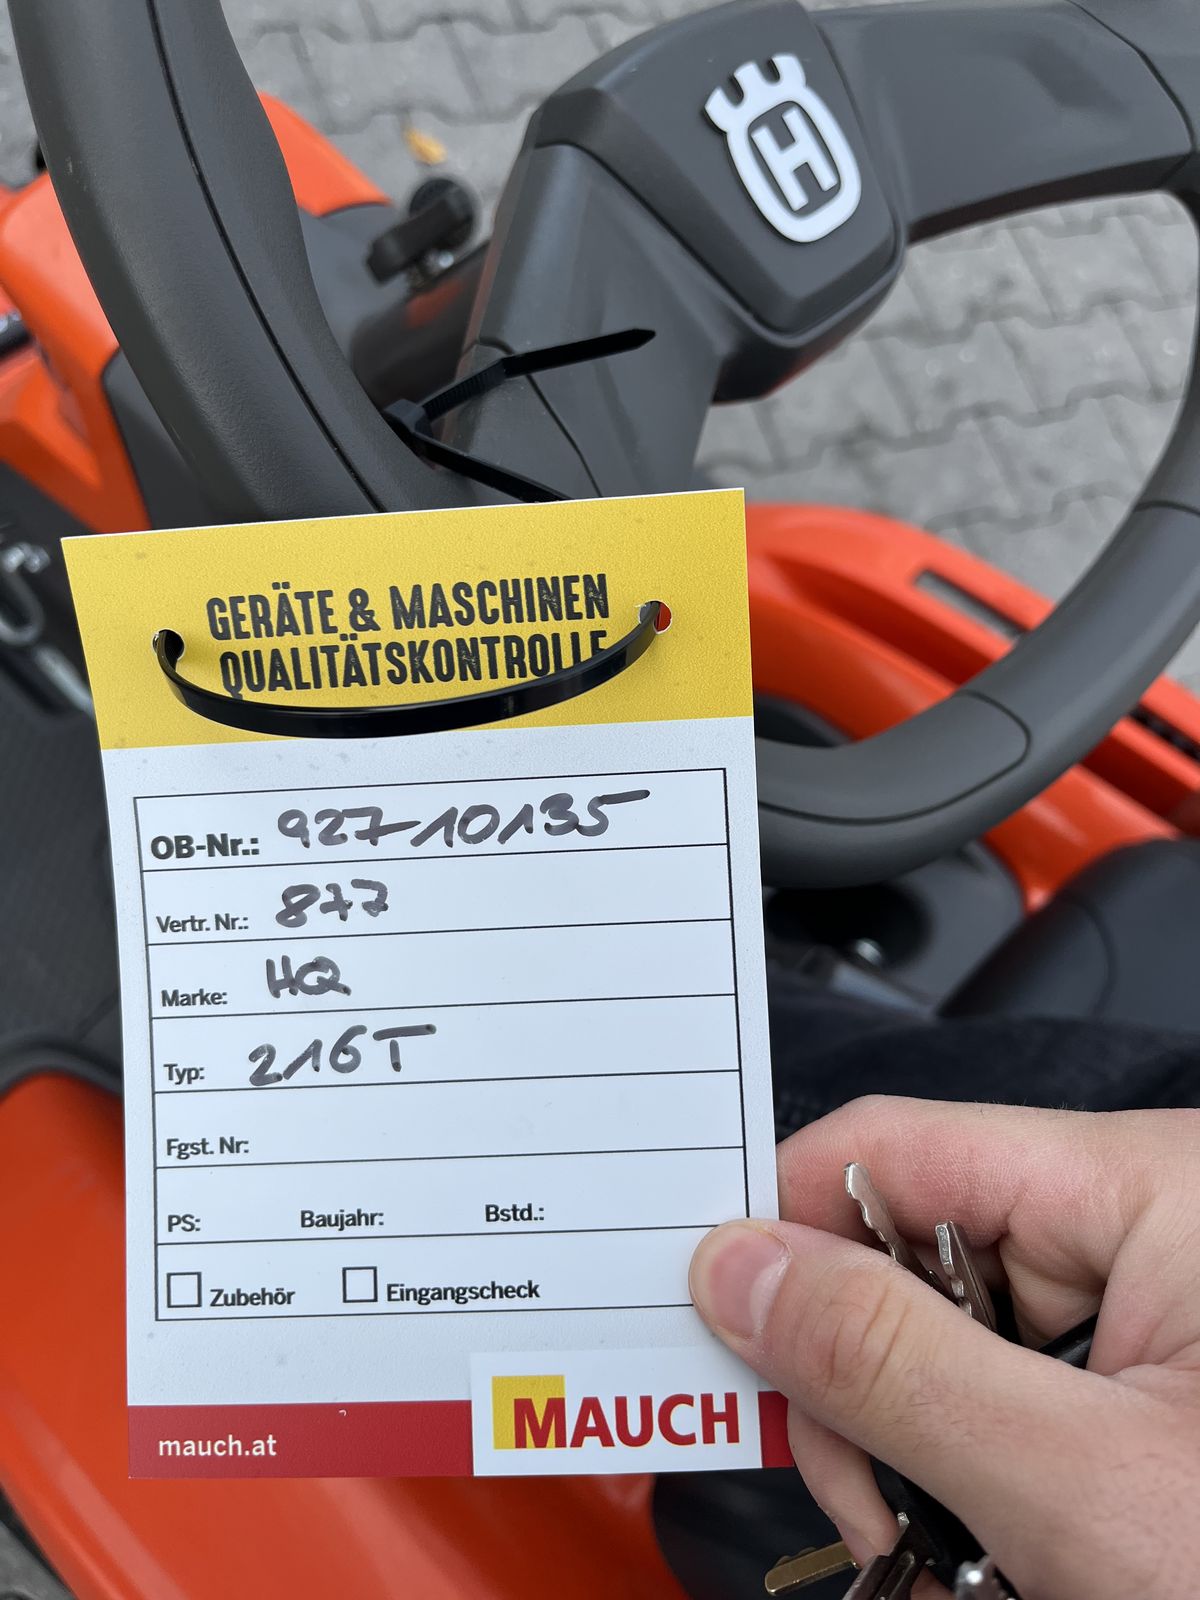 H
GERÄTE & MASCHINEN
QUALITÄTSKONTROLLE
OB-Nr.: 927-10135
Vertr. Nr.: 877
Marke: HQ
Typ: 216T
Fgst. Nr:
PS: Baujahr: Bstd.:
Zubehör Eingangscheck
mauch.at MAUCH